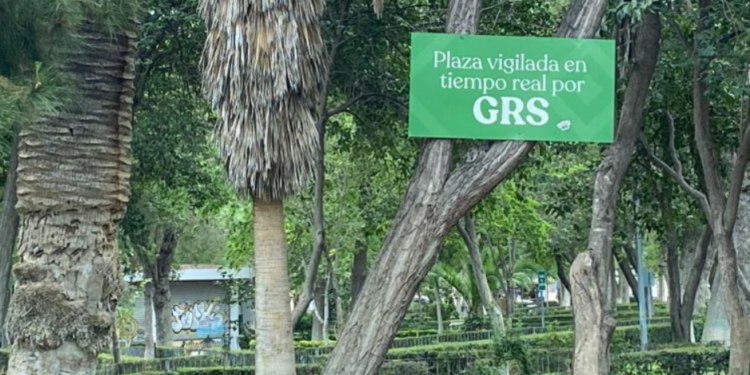 Plaza vigilada en
tiempo real por
GRS